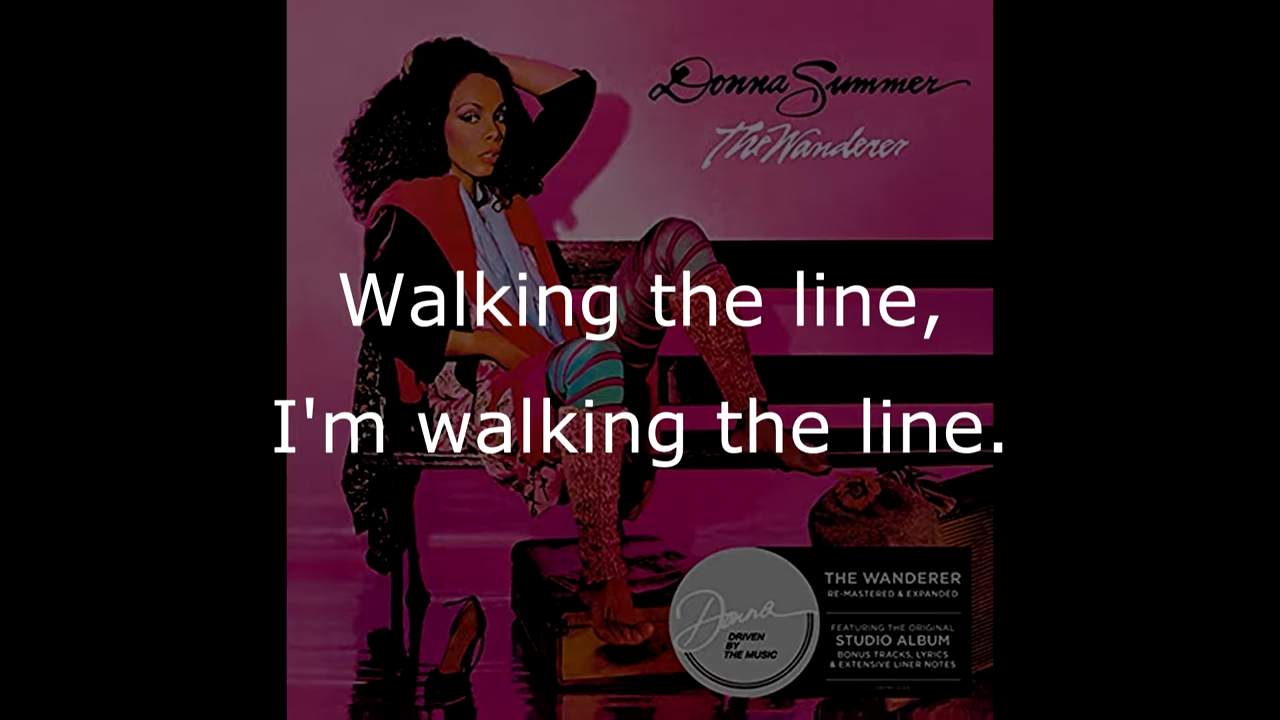 Donna Summer
The Wanderer
Walking the line,
I'm walking the line.
Donna
DRIVEN
BY
THE MUSIC
THE WANDERER
RE-MASTERED & EXPANDED
FEATURING THE ORIGINAL
STUDIO ALBUM
BONUS TRACKS, LYRICS
& EXTENSIVE LINER NOTES